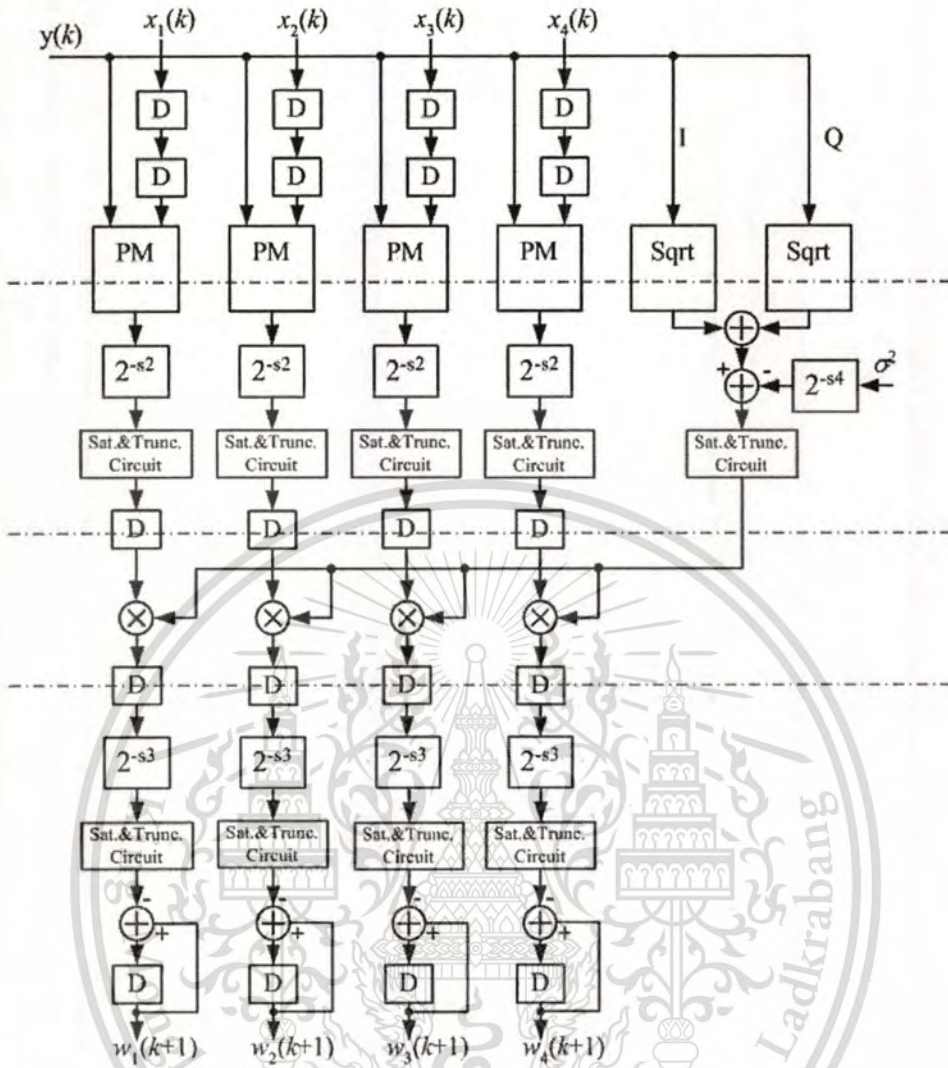 y(k) x₁(k) x₂(k) x₃(k) x₄(k)
D D D D
I Q
D D D D
PM PM PM PM Sqrt Sqrt
+
2⁻ˢ² 2⁻ˢ² 2⁻ˢ² 2⁻ˢ² + + - 2⁻ˢ⁴ σ²
Sat.&Trunc. Sat.&Trunc. Sat.&Trunc. Sat.&Trunc. Sat.&Trunc.
Circuit Circuit Circuit Circuit Circuit
D D D D
× × × ×
D D D D
2⁻ˢ³ 2⁻ˢ³ 2⁻ˢ³ 2⁻ˢ³
Sat.&Trunc. Sat.&Trunc. Sat.&Trunc. Sat.&Trunc.
Circuit Circuit Circuit Circuit
- - - -
+ + + + + + + +
D D D D
w₁(k+1) w₂(k+1) w₃(k+1) w₄(k+1)
Ladkrabang